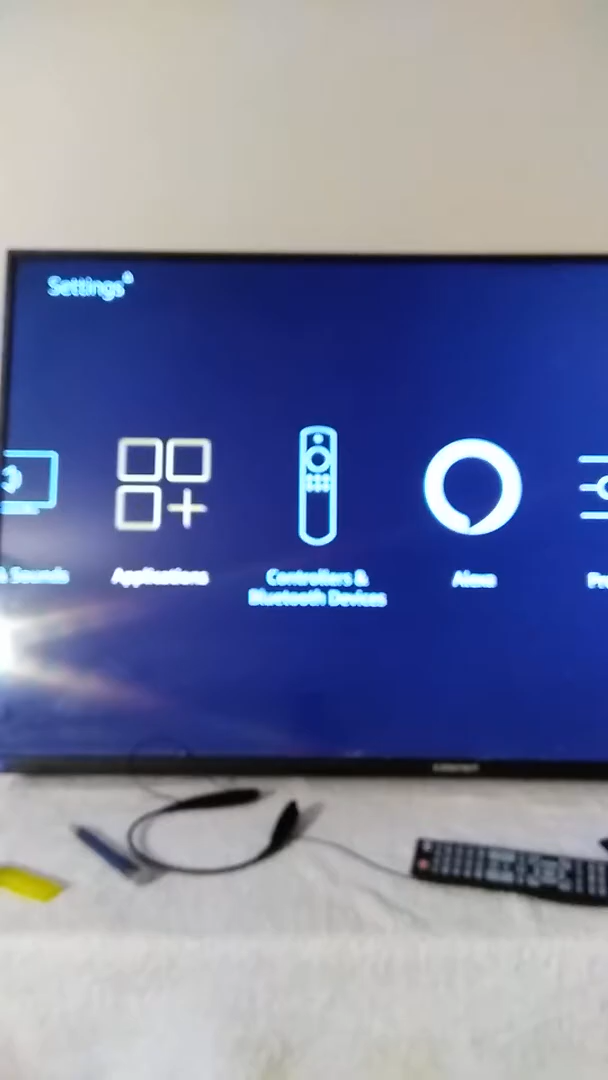 Settings
& Sounds
Applications
Controllers &
Bluetooth Devices
Alexa